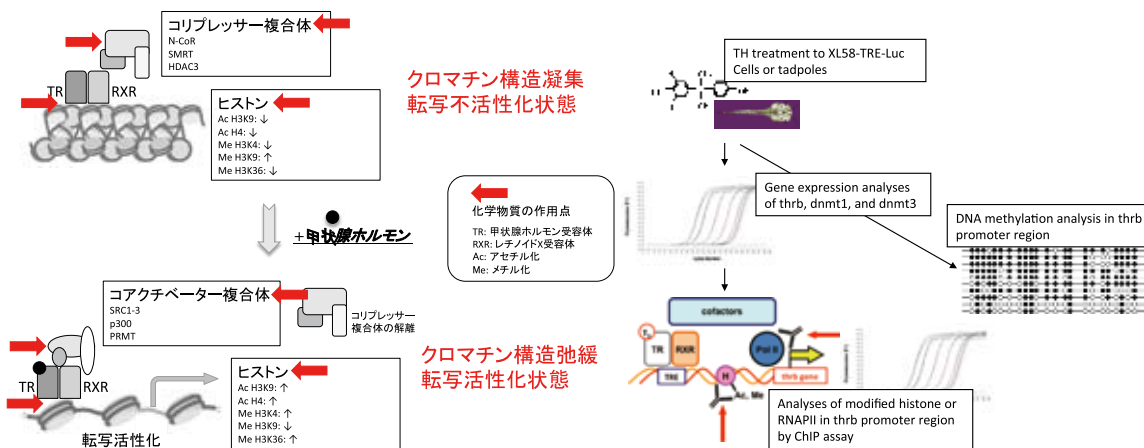 コリプレッサー複合体
N-CoR
SMRT
HDAC3
TR
RXR
ヒストン
Ac H3K9: ↓
Ac H4: ↓
Me H3K4: ↓
Me H3K9: ↑
Me H3K36: ↓
クロマチン構造凝集
転写不活性化状態
+甲状腺ホルモン
化学物質の作用点
TR: 甲状腺ホルモン受容体
RXR: レチノイドX受容体
Ac: アセチル化
Me: メチル化
コアクチベーター複合体
SRC1-3
p300
PRMT
コリプレッサー
複合体の解離
TR
RXR
転写活性化
ヒストン
Ac H3K9: ↑
Ac H4: ↑
Me H3K4: ↑
Me H3K9: ↓
Me H3K36: ↑
クロマチン構造弛緩
転写活性化状態
TH treatment to XL58-TRE-Luc
Cells or tadpoles
Gene expression analyses
of thrb, dnmt1, and dnmt3
DNA methylation analysis in thrb
promoter region
cofactors
TR
RXR
Pol II
TRE
H
thrb gene
Ac, Me
Analyses of modified histone or
RNAPII in thrb promoter region
by ChIP assay